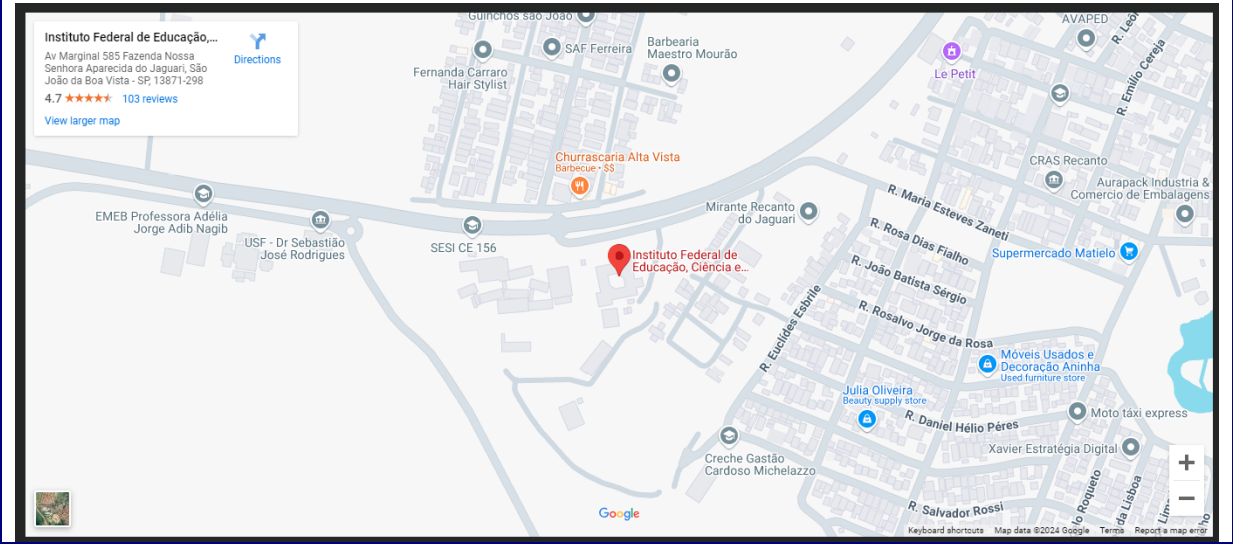 Instituto Federal de Educação,...
Av Marginal 585 Fazenda Nossa
Senhora Aparecida do Jaguari, São
João da Boa Vista - SP, 13871-298
4.7
103 reviews
View larger map
Directions
Guinchos são João
SAF Ferreira
Barbearia
Maestro Mourão
Fernanda Carraro
Hair Stylist
AVAPED
Le Petit
R. Emílio Cereja
Churrascaria Alta Vista
Barbecue • $$
CRAS Recanto
Aurapack Industria &
Comercio de Embalagens
EMEB Professora Adélia
Jorge Adib Nagib
USF - Dr Sebastião
José Rodrigues
SESI CE 156
Mirante Recanto
do Jaguari
R. Maria Esteves Zaneti
R. Rosa Dias Fialho
Supermercado Matielo
Instituto Federal de
Educação, Ciência e...
R. João Batista Sérgio
R. Euclídes Esbrile
R. Rosalvo Jorge da Rosa
Móveis Usados e
Decoração Aninha
Used furniture store
Julia Oliveira
Beauty supply store
R. Daniel Hélio Péres
Moto táxi express
Xavier Estratégia Digital
Creche Gastão
Cardoso Michelazzo
R. Salvador Rossi
Google
Keyboard shortcuts
Map data ©2024 Google
Terms
Report a map error